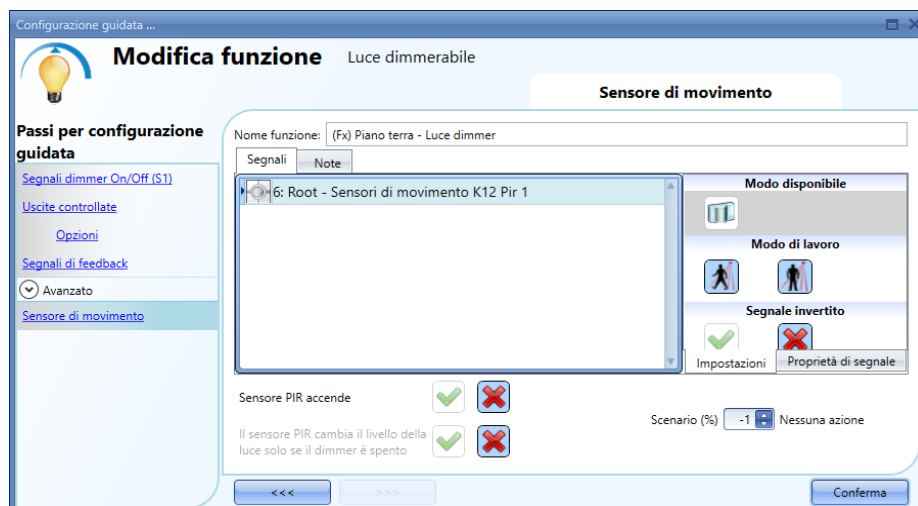 Configurazione guidata ...
Modifica funzione Luce dimmerabile
Sensore di movimento
Passi per configurazione
guidata
Segnali dimmer On/Off (S1)
Uscite controllate
Opzioni
Segnali di feedback
Avanzato
Sensore di movimento
Nome funzione: (Fx) Piano terra - Luce dimmer
Segnali Note
6: Root - Sensori di movimento K12 Pir 1
Modo disponibile
Modo di lavoro
Segnale invertito
Impostazioni Proprietà di segnale
Sensore PIR accende
Il sensore PIR cambia il livello della
luce solo se il dimmer è spento
Scenario (%) -1 Nessuna azione
<<< >>> Conferma